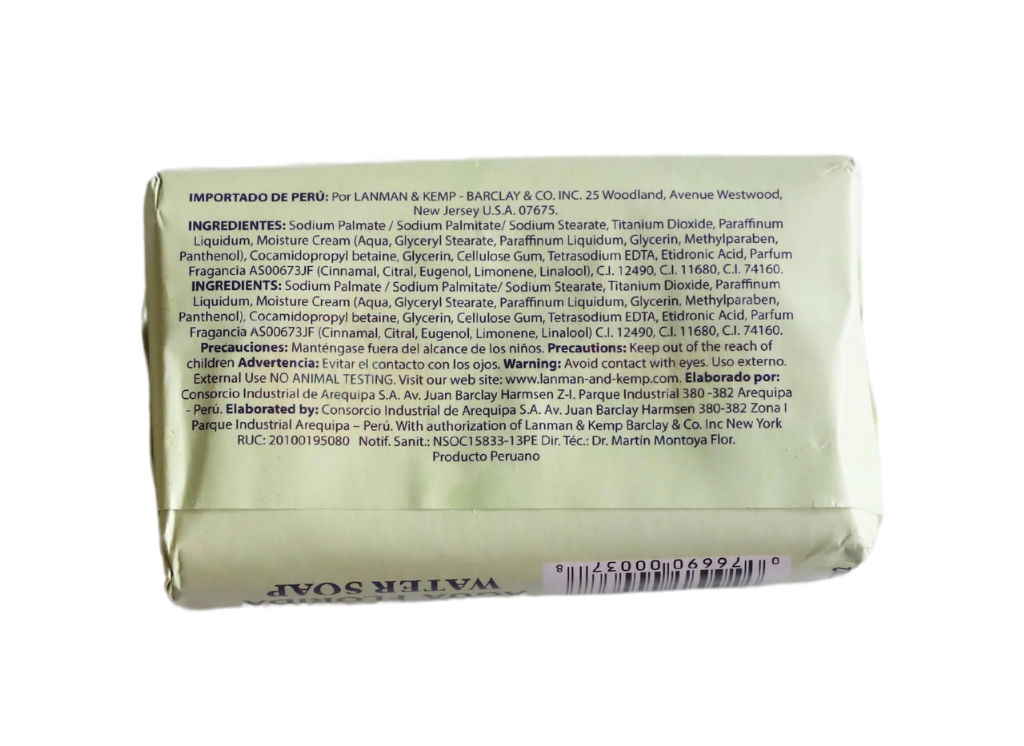 IMPORTADO DE PERÚ: Por LANMAN & KEMP - BARCLAY & CO. INC. 25 Woodland, Avenue Westwood,
New Jersey U.S.A. 07675.
INGREDIENTES: Sodium Palmate / Sodium Palmitate/ Sodium Stearate, Titanium Dioxide, Paraffinum
Liquidum, Moisture Cream (Aqua, Glyceryl Stearate, Paraffinum Liquidum, Glycerin, Methylparaben,
Panthenol), Cocamidopropyl betaine, Glycerin, Cellulose Gum, Tetrasodium EDTA, Etidronic Acid, Parfum
Fragancia AS00673JF (Cinnamal, Citral, Eugenol, Limonene, Linalool), C.I. 12490, C.I. 11680, C.I. 74160.
INGREDIENTS: Sodium Palmate / Sodium Palmitate/ Sodium Stearate, Titanium Dioxide, Paraffinum
Liquidum, Moisture Cream (Aqua, Glyceryl Stearate, Paraffinum Liquidum, Glycerin, Methylparaben,
Panthenol), Cocamidopropyl betaine, Glycerin, Cellulose Gum, Tetrasodium EDTA, Etidronic Acid, Parfum
Fragancia AS00673JF (Cinnamal, Citral, Eugenol, Limonene, Linalool) C.I. 12490, C.I. 11680, C.I. 74160.
Precauciones: Manténgase fuera del alcance de los niños. Precautions: Keep out of the reach of
children Advertencia: Evitar el contacto con los ojos. Warning: Avoid contact with eyes. Uso externo.
External Use NO ANIMAL TESTING. Visit our web site: www.lanman-and-kemp.com. Elaborado por:
Consorcio Industrial de Arequipa S.A. Av. Juan Barclay Harmsen Z-I. Parque Industrial 380 -382 Arequipa
- Perú. Elaborated by: Consorcio Industrial de Arequipa S.A. Av. Juan Barclay Harmsen 380-382 Zona I
Parque Industrial Arequipa – Perú. With authorization of Lanman & Kemp Barclay & Co. Inc New York
RUC: 20100195080 Notif. Sanit.: NSOC15833-13PE Dir. Téc.: Dr. Martín Montoya Flor.
Producto Peruano
0 76690 00037 8
WATER SOAP
AGUA FLORIDA